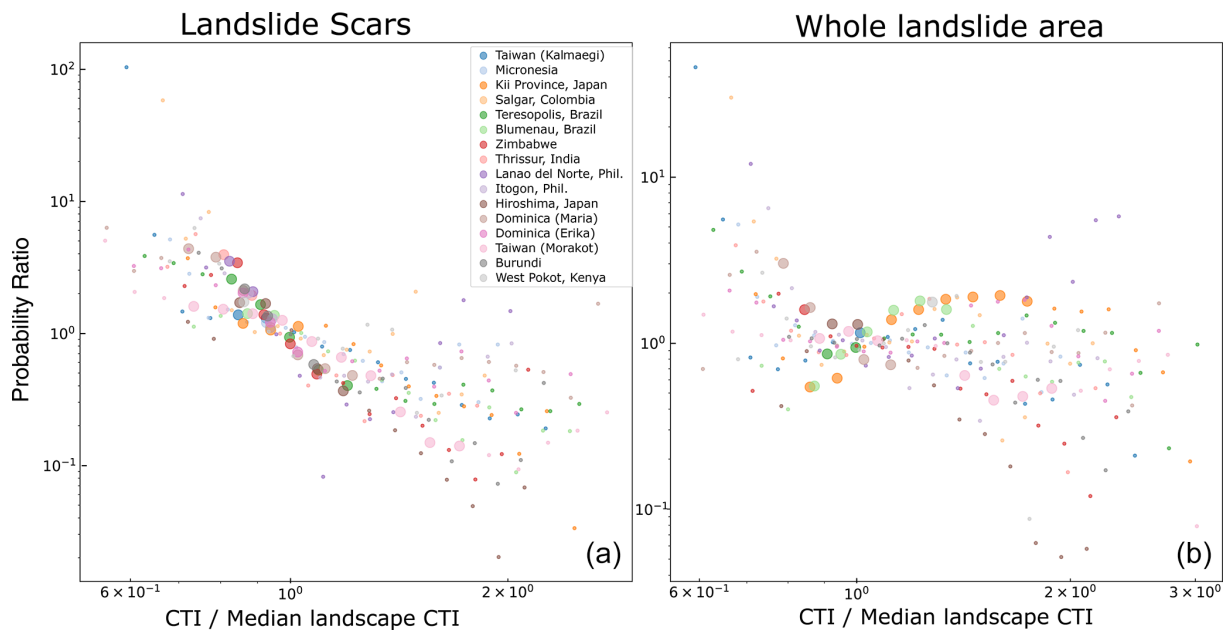 Landslide Scars
Whole landslide area
Taiwan (Kalmaegi)
Micronesia
Kii Province, Japan
Salgar, Colombia
Teresopolis, Brazil
Blumenau, Brazil
Zimbabwe
Thrissur, India
Lanao del Norte, Phil.
Itogon, Phil.
Hiroshima, Japan
Dominica (Maria)
Dominica (Erika)
Taiwan (Morakot)
Burundi
West Pokot, Kenya
Probability Ratio
10²
10¹
10⁰
10⁻¹
10¹
10⁰
10⁻¹
(a)
(b)
6 × 10⁻¹
10⁰
2 × 10⁰
6 × 10⁻¹
10⁰
2 × 10⁰
3 × 10⁰
CTI / Median landscape CTI
CTI / Median landscape CTI